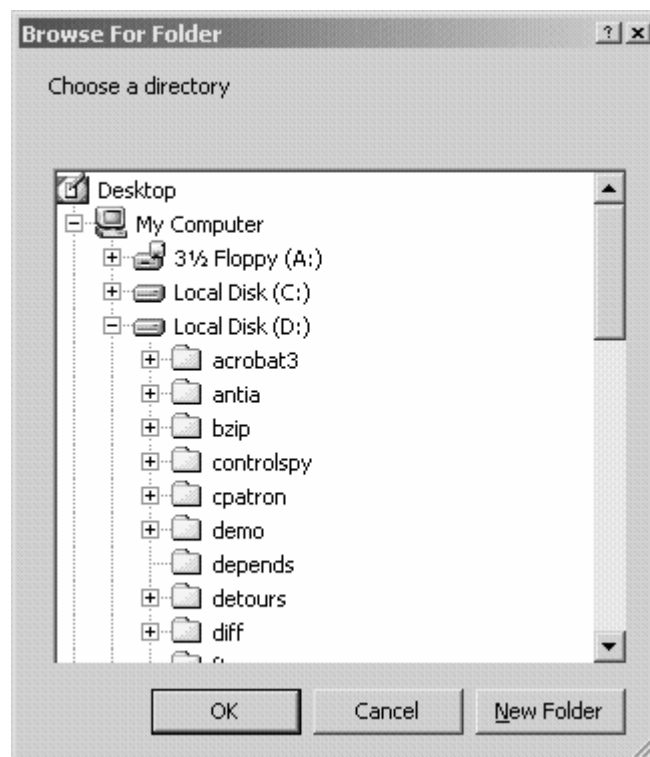 Browse For Folder
Choose a directory
Desktop
My Computer
3½ Floppy (A:)
Local Disk (C:)
Local Disk (D:)
acrobat3
antia
bzip
controlspy
cpatron
demo
depends
detours
diff
OK Cancel New Folder